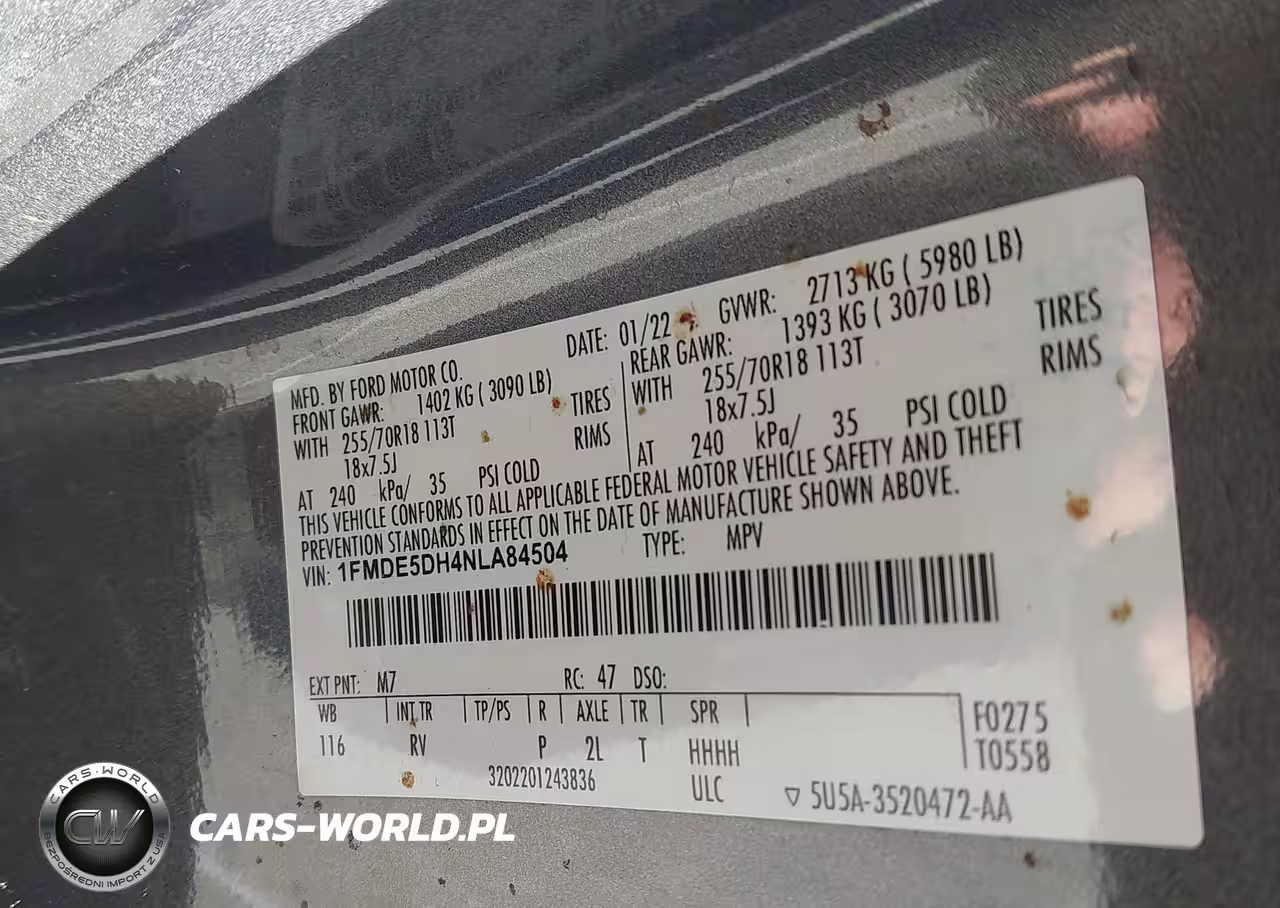 MFD. BY FORD MOTOR CO. DATE: 01/22 GVWR: 2713 KG ( 5980 LB)
FRONT GAWR: 1402 KG ( 3090 LB) REAR GAWR: 1393 KG ( 3070 LB)
WITH 255/70R18 113T TIRES WITH 255/70R18 113T TIRES
18x7.5J RIMS 18x7.5J RIMS
AT 240 kPa/ 35 PSI COLD AT 240 kPa/ 35 PSI COLD
THIS VEHICLE CONFORMS TO ALL APPLICABLE FEDERAL MOTOR VEHICLE SAFETY AND THEFT
PREVENTION STANDARDS IN EFFECT ON THE DATE OF MANUFACTURE SHOWN ABOVE.
VIN: 1FMDE5DH4NLA84504 TYPE: MPV
EXT PNT: M7 RC: 47 DSO:
WB INT TR TP/PS R AXLE TR SPR F0275
116 RV P 2L T HHHH T0558
3202201243836 ULC ▽ 5U5A-3520472-AA
CARS-WORLD
CW
BEZPOŚREDNI IMPORT Z USA
CARS-WORLD.PL